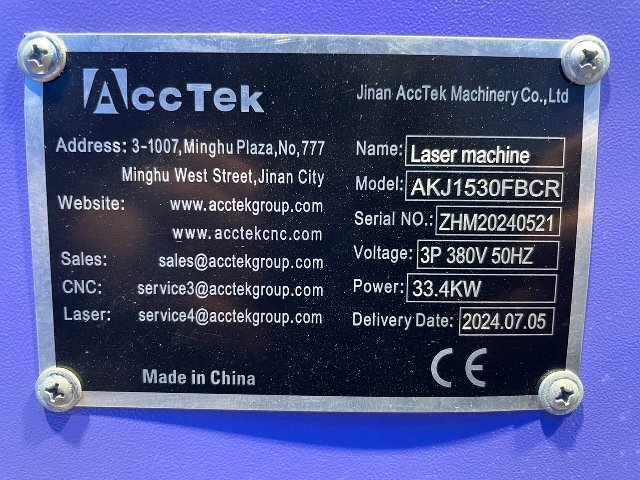 AccTek
Jinan AccTek Machinery Co.,Ltd
Address: 3-1007,Minghu Plaza,No,777
Minghu West Street,Jinan City
Website: www.acctekgroup.com
www.acctekcnc.com
Sales: sales@acctekgroup.com
CNC: service3@acctekgroup.com
Laser: service4@acctekgroup.com
Made in China
Name: Laser machine
Model: AKJ1530FBCR
Serial NO.: ZHM20240521
Voltage: 3P 380V 50HZ
Power: 33.4KW
Delivery Date: 2024.07.05
CE